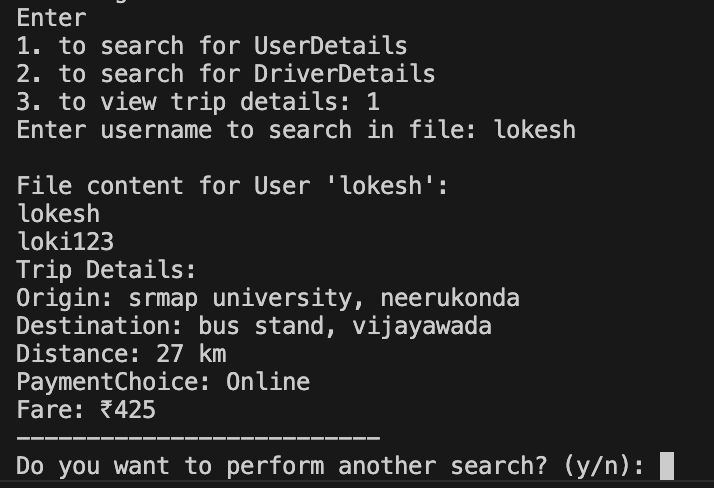 Enter
1. to search for UserDetails
2. to search for DriverDetails
3. to view trip details: 1
Enter username to search in file: lokesh
File content for User 'lokesh':
lokesh
loki123
Trip Details:
Origin: srmap university, neerukonda
Destination: bus stand, vijayawada
Distance: 27 km
PaymentChoice: Online
Fare: ₹425
--------------------------
Do you want to perform another search? (y/n):